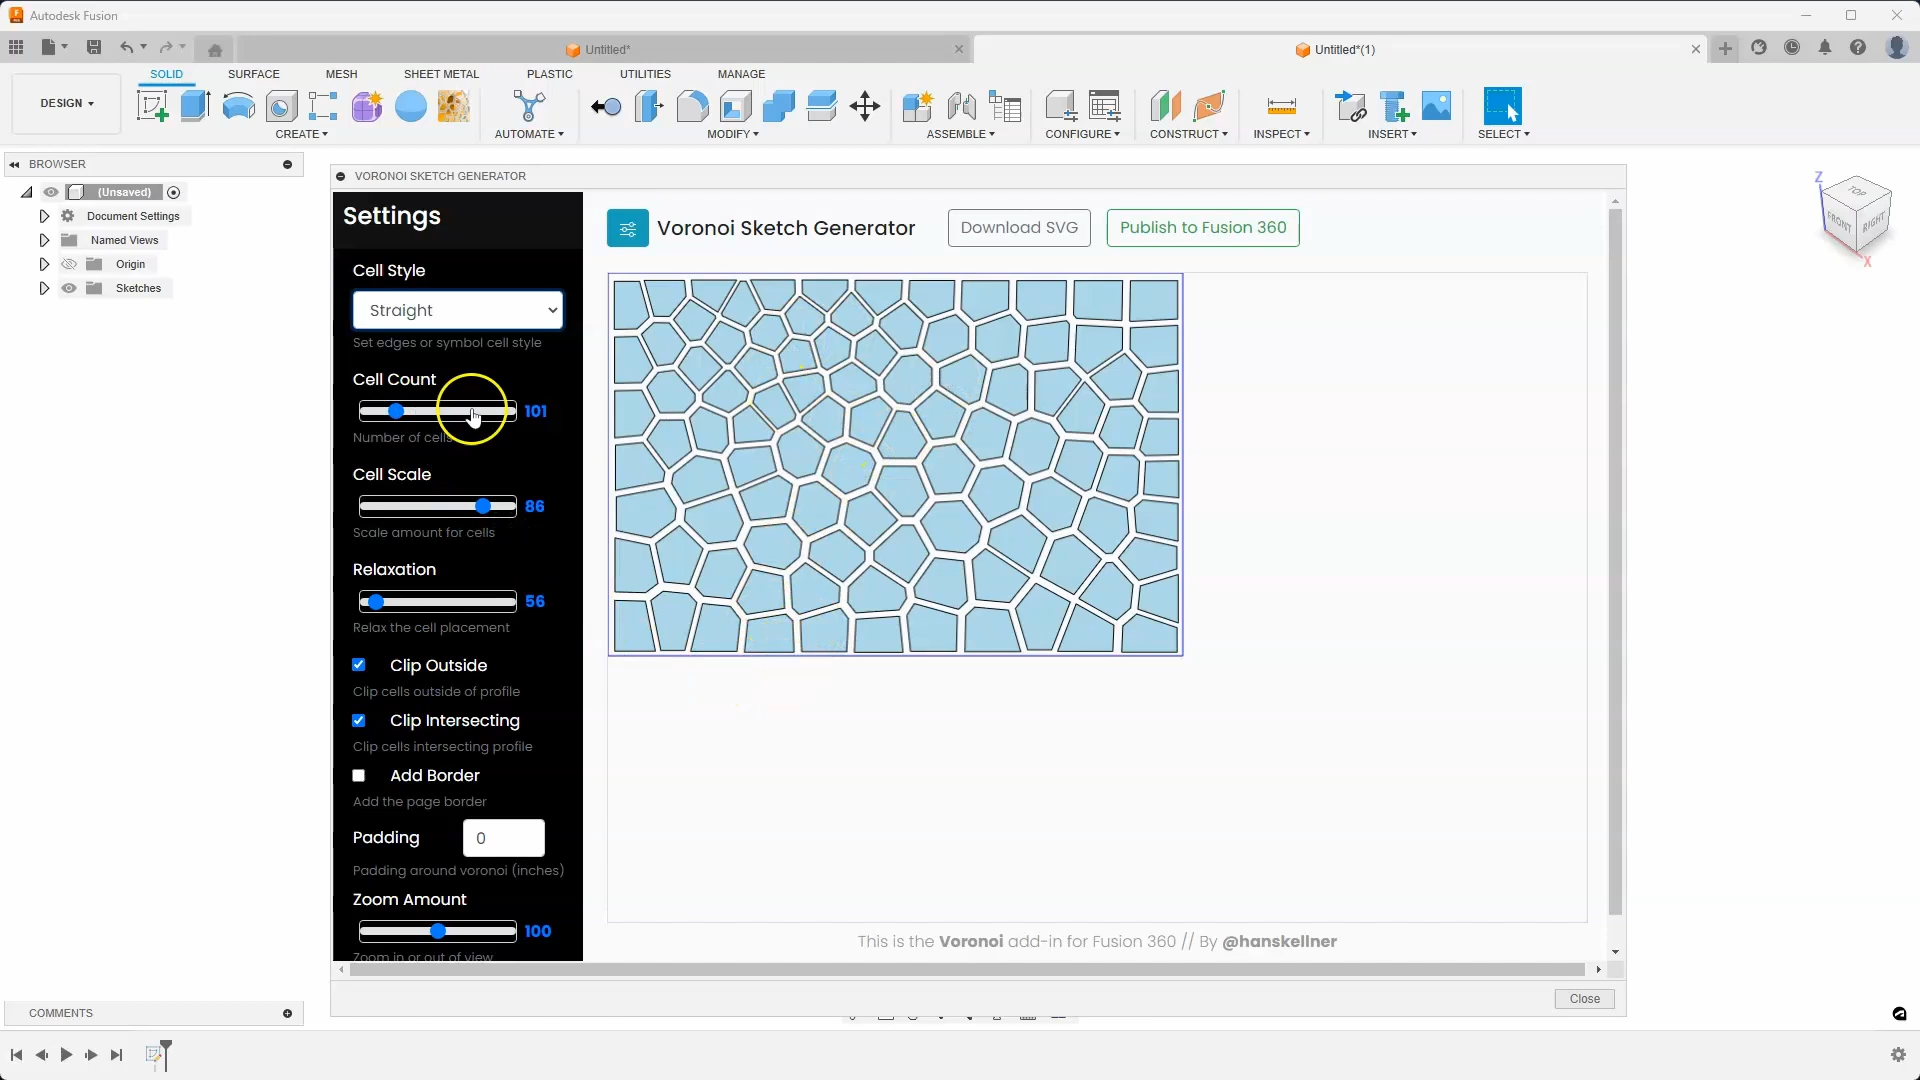 Autodesk Fusion
Untitled*
Untitled*(1)
DESIGN
SOLID
SURFACE
MESH
SHEET METAL
PLASTIC
UTILITIES
MANAGE
CREATE
AUTOMATE
MODIFY
ASSEMBLE
CONFIGURE
CONSTRUCT
INSPECT
INSERT
SELECT
BROWSER
(Unsaved)
Document Settings
Named Views
Origin
Sketches
VORONOI SKETCH GENERATOR
Settings
Voronoi Sketch Generator
Download SVG
Publish to Fusion 360
Z
TOP
FRONT
RIGHT
X
Cell Style
Straight
Set edges or symbol cell style
Cell Count
101
Number of cells
Cell Scale
86
Scale amount for cells
Relaxation
56
Relax the cell placement
Clip Outside
Clip cells outside of profile
Clip Intersecting
Clip cells intersecting profile
Add Border
Add the page border
Padding
0
Padding around voronoi (inches)
Zoom Amount
100
Zoom in or out of view
This is the Voronoi add-in for Fusion 360 // By @hanskellner
Close
COMMENTS